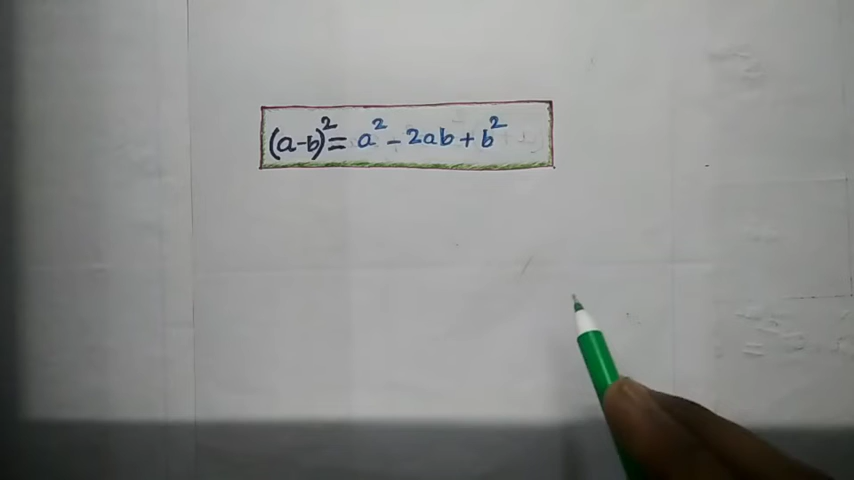 (a-b)² = a² - 2ab + b²